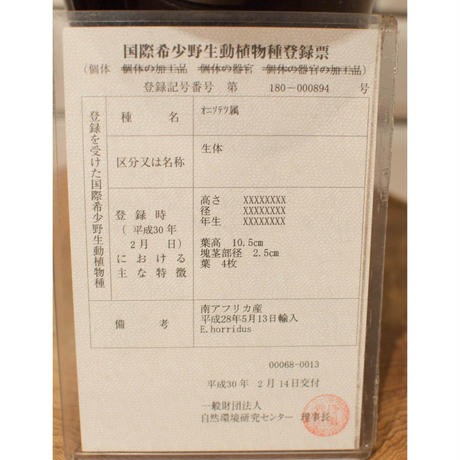 国際希少野生動植物種登録票
（個体　個体の加工品　個体の器官　個体の器官の加工品）
登録記号番号　第　180-000894　号
登録を受けた国際希少野生動植物種
種　名　ｵﾆｿﾃﾂ属
区分又は名称　生体
登録時
（平成30年
2月　日）
における
主な特徴
高さ　XXXXXXXX
径　XXXXXXXX
年生　XXXXXXXX
葉高　10.5cm
塊茎部径　2.5cm
葉　4枚
備　考
南アフリカ産
平成28年5月13日輸入
E.horridus
00068-0013
平成30年　2月14日交付
一般財団法人
自然環境研究センター　理事長